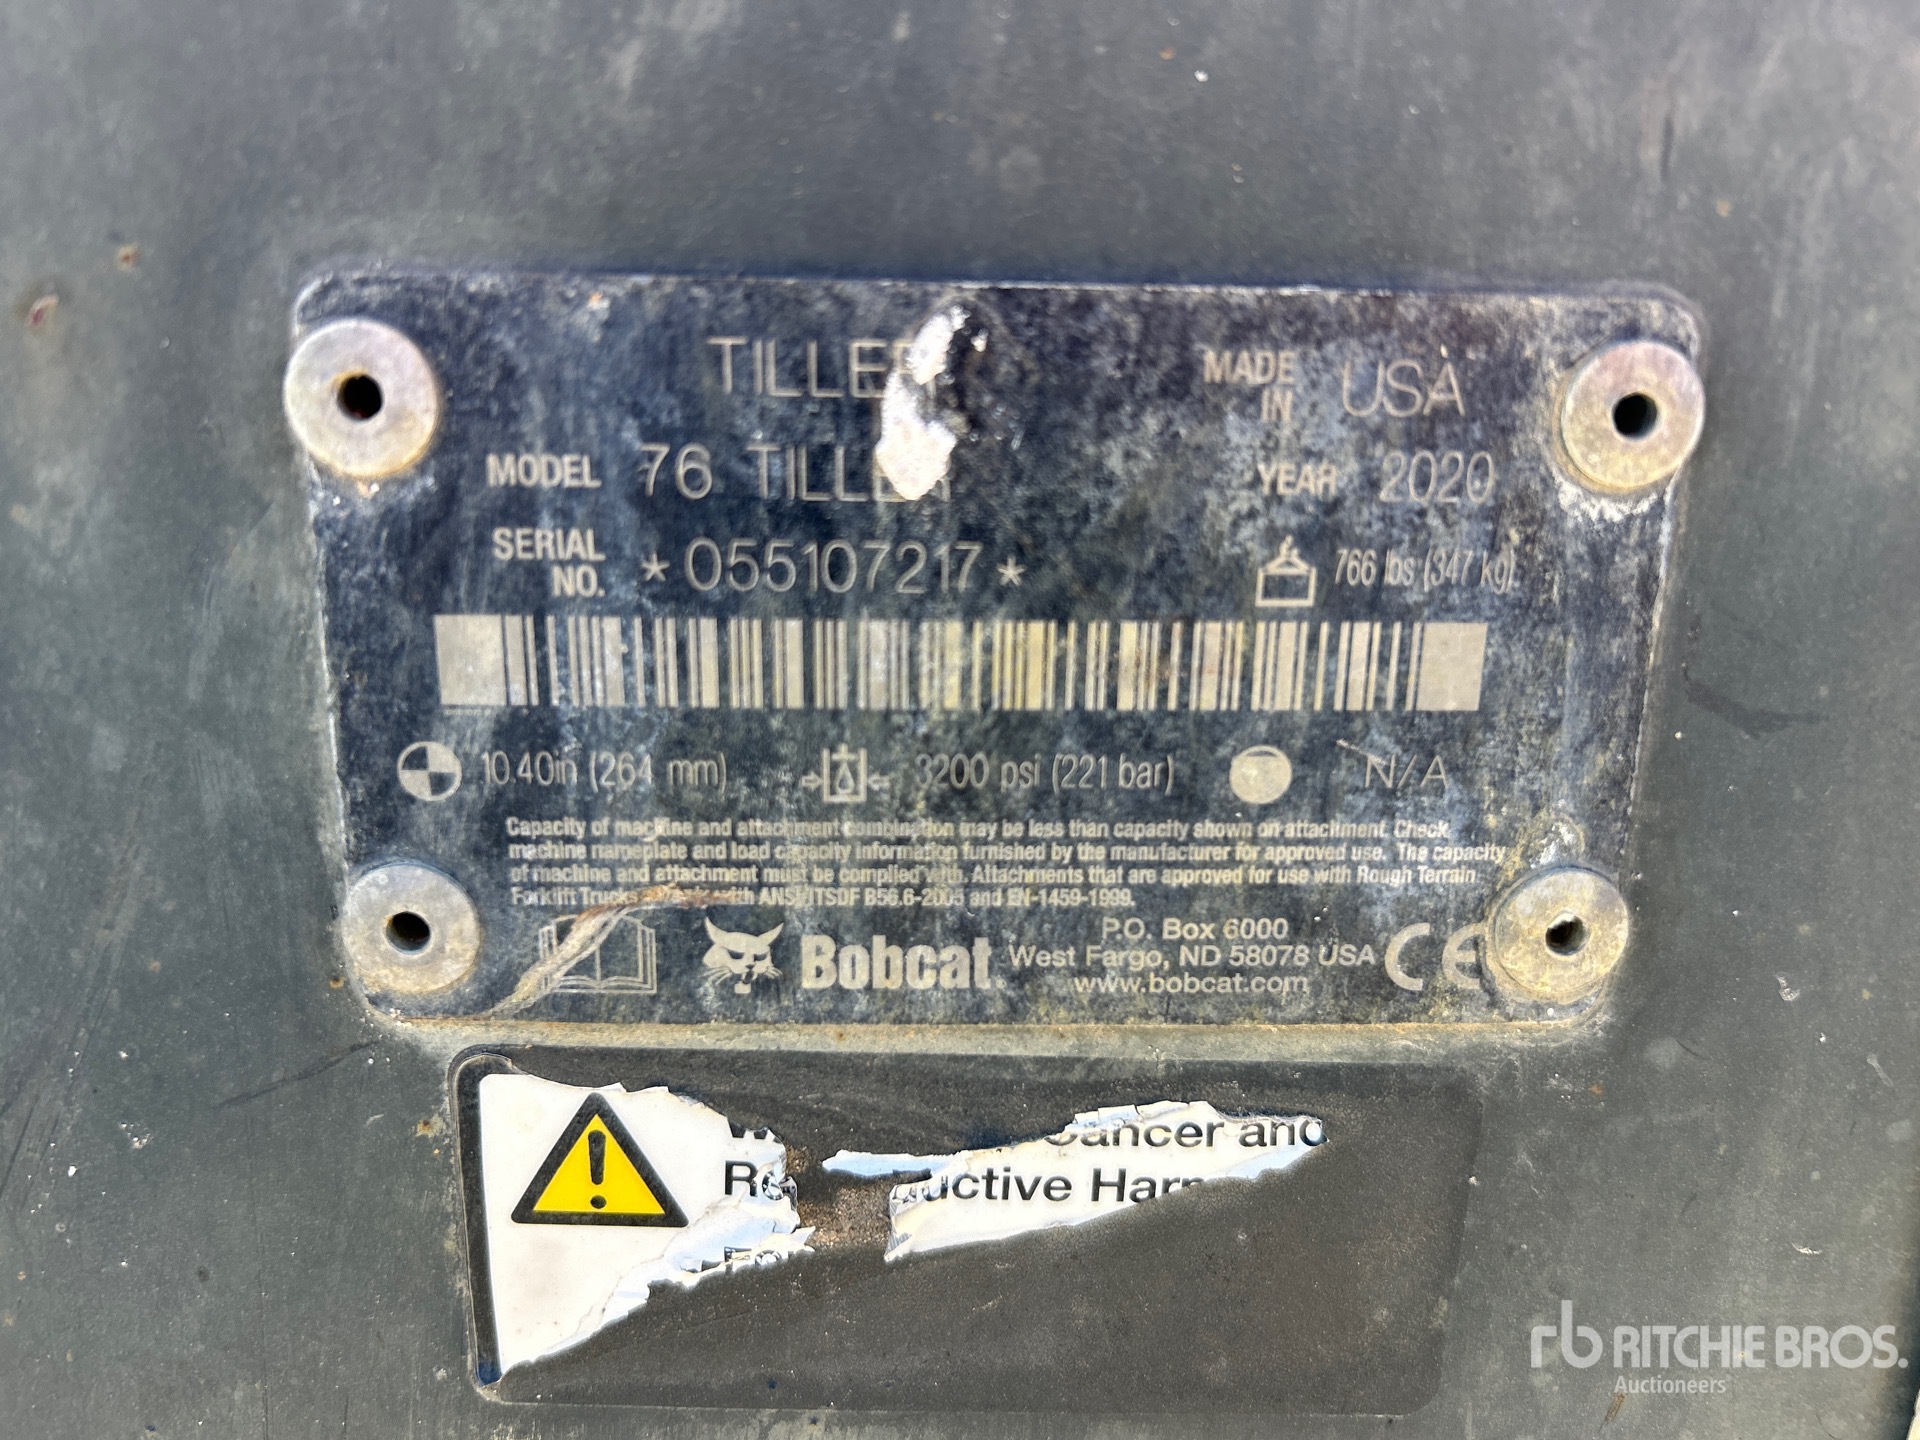 TILLER
MADE IN USA
MODEL 76 TILLER
YEAR 2020
SERIAL NO. *055107217*
766 lbs (347 kg)
10.40in (264 mm)
3200 psi (221 bar)
N/A
Capacity of machine and attachment combination may be less than capacity shown on attachment. Check
machine nameplate and load capacity information furnished by the manufacturer for approved use. The capacity
of machine and attachment must be complied with. Attachments that are approved for use with Rough Terrain
Forklift Trucks with ANSI/ITSDF B56.6-2005 and EN-1459-1999.
Bobcat
P.O. Box 6000
West Fargo, ND 58078 USA
www.bobcat.com
CE
Cancer and
rb RITCHIE BROS.
Auctioneers